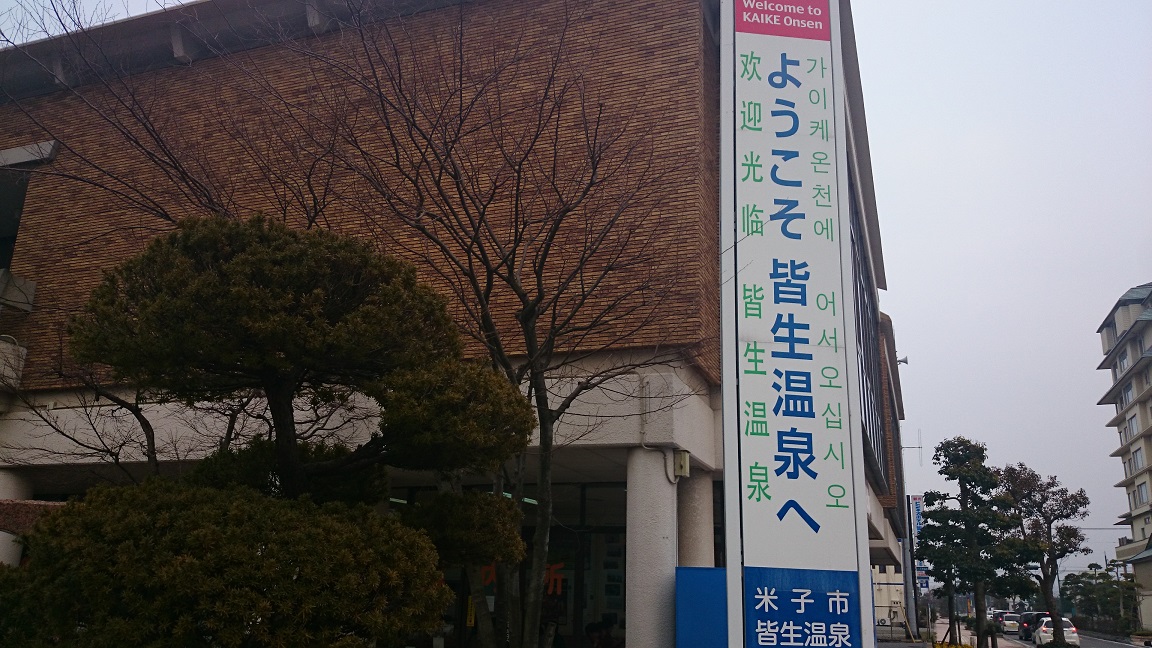 Welcome to
KAIKE Onsen
가이케온천에 어서오십시오
ようこそ 皆生温泉へ
欢迎光临 皆生温泉
米子市
皆生温泉
所